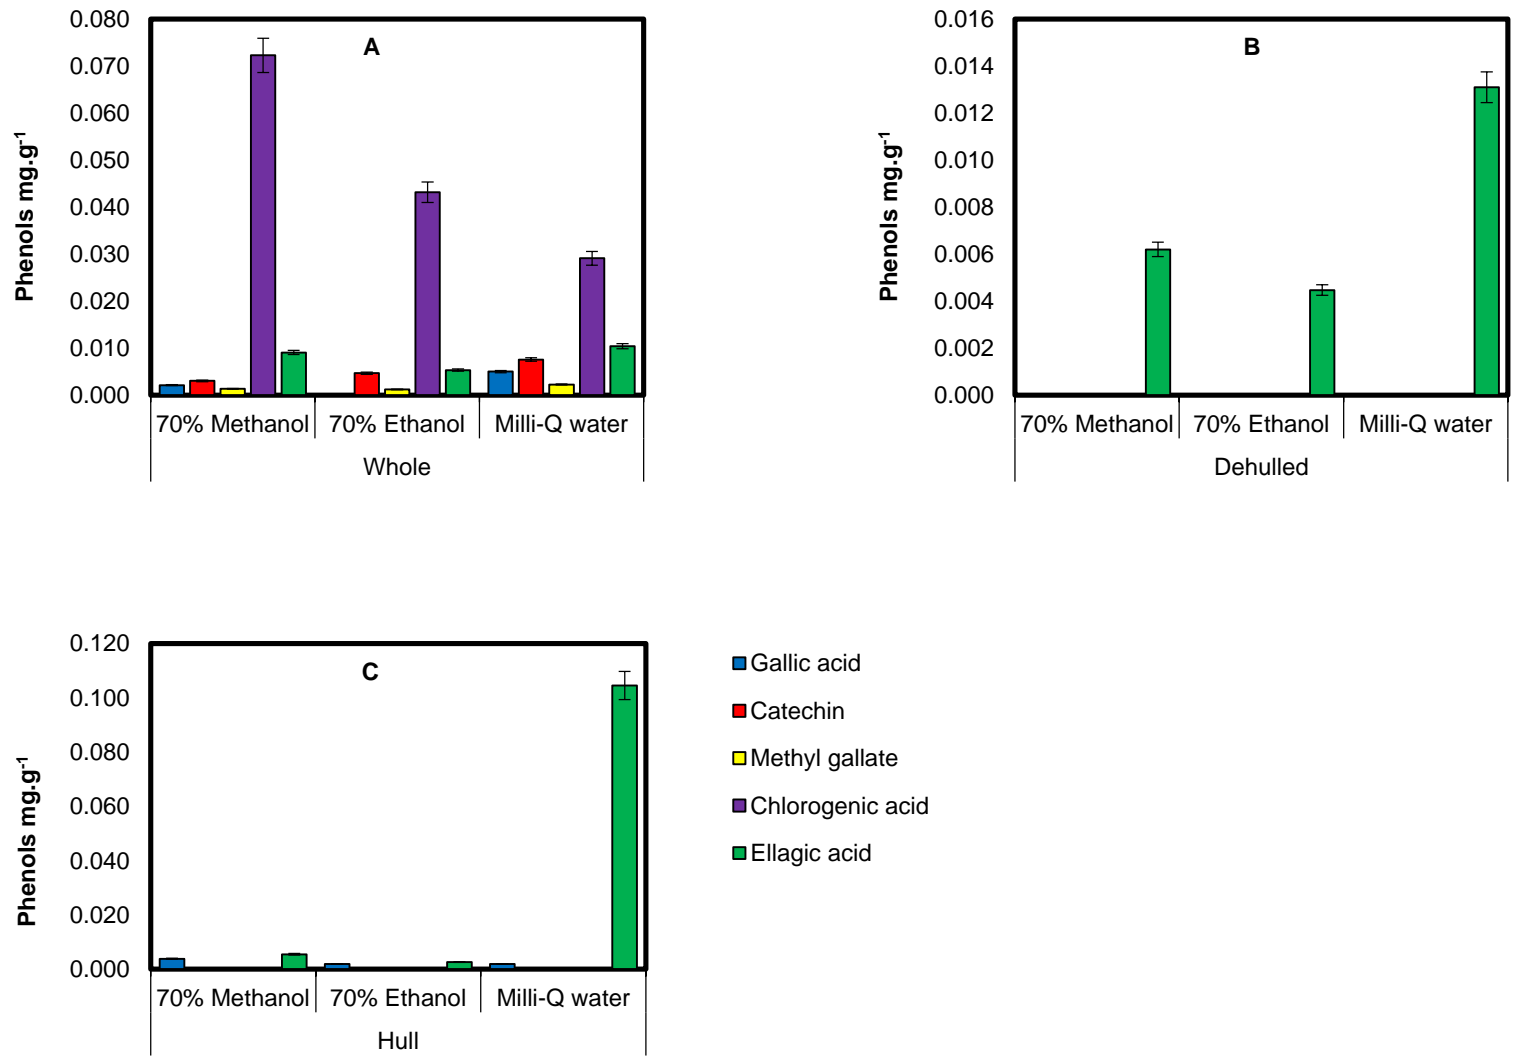 A
Phenols mg.g-1
0.080
0.070
0.060
0.050
0.040
0.030
0.020
0.010
0.000
70% Methanol 70% Ethanol Milli-Q water
Whole
B
Phenols mg.g-1
0.016
0.014
0.012
0.010
0.008
0.006
0.004
0.002
0.000
70% Methanol 70% Ethanol Milli-Q water
Dehulled
C
Phenols mg.g-1
0.120
0.100
0.080
0.060
0.040
0.020
0.000
70% Methanol 70% Ethanol Milli-Q water
Hull
Gallic acid
Catechin
Methyl gallate
Chlorogenic acid
Ellagic acid